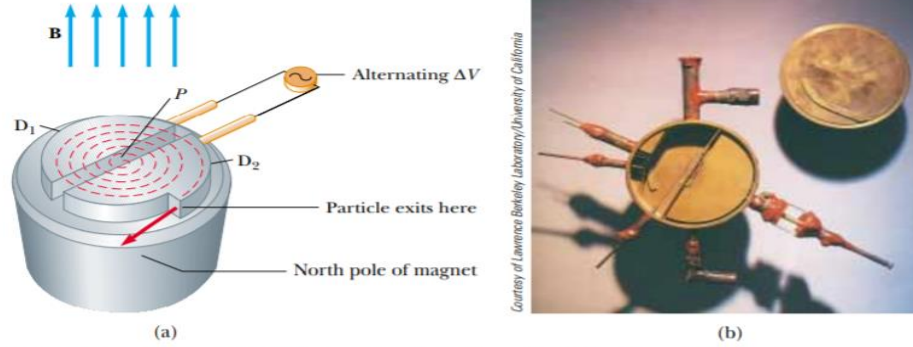 B
P
Alternating ΔV
D₁
D₂
Particle exits here
North pole of magnet
(a)
Courtesy of Lawrence Berkeley Laboratory/University of California
(b)